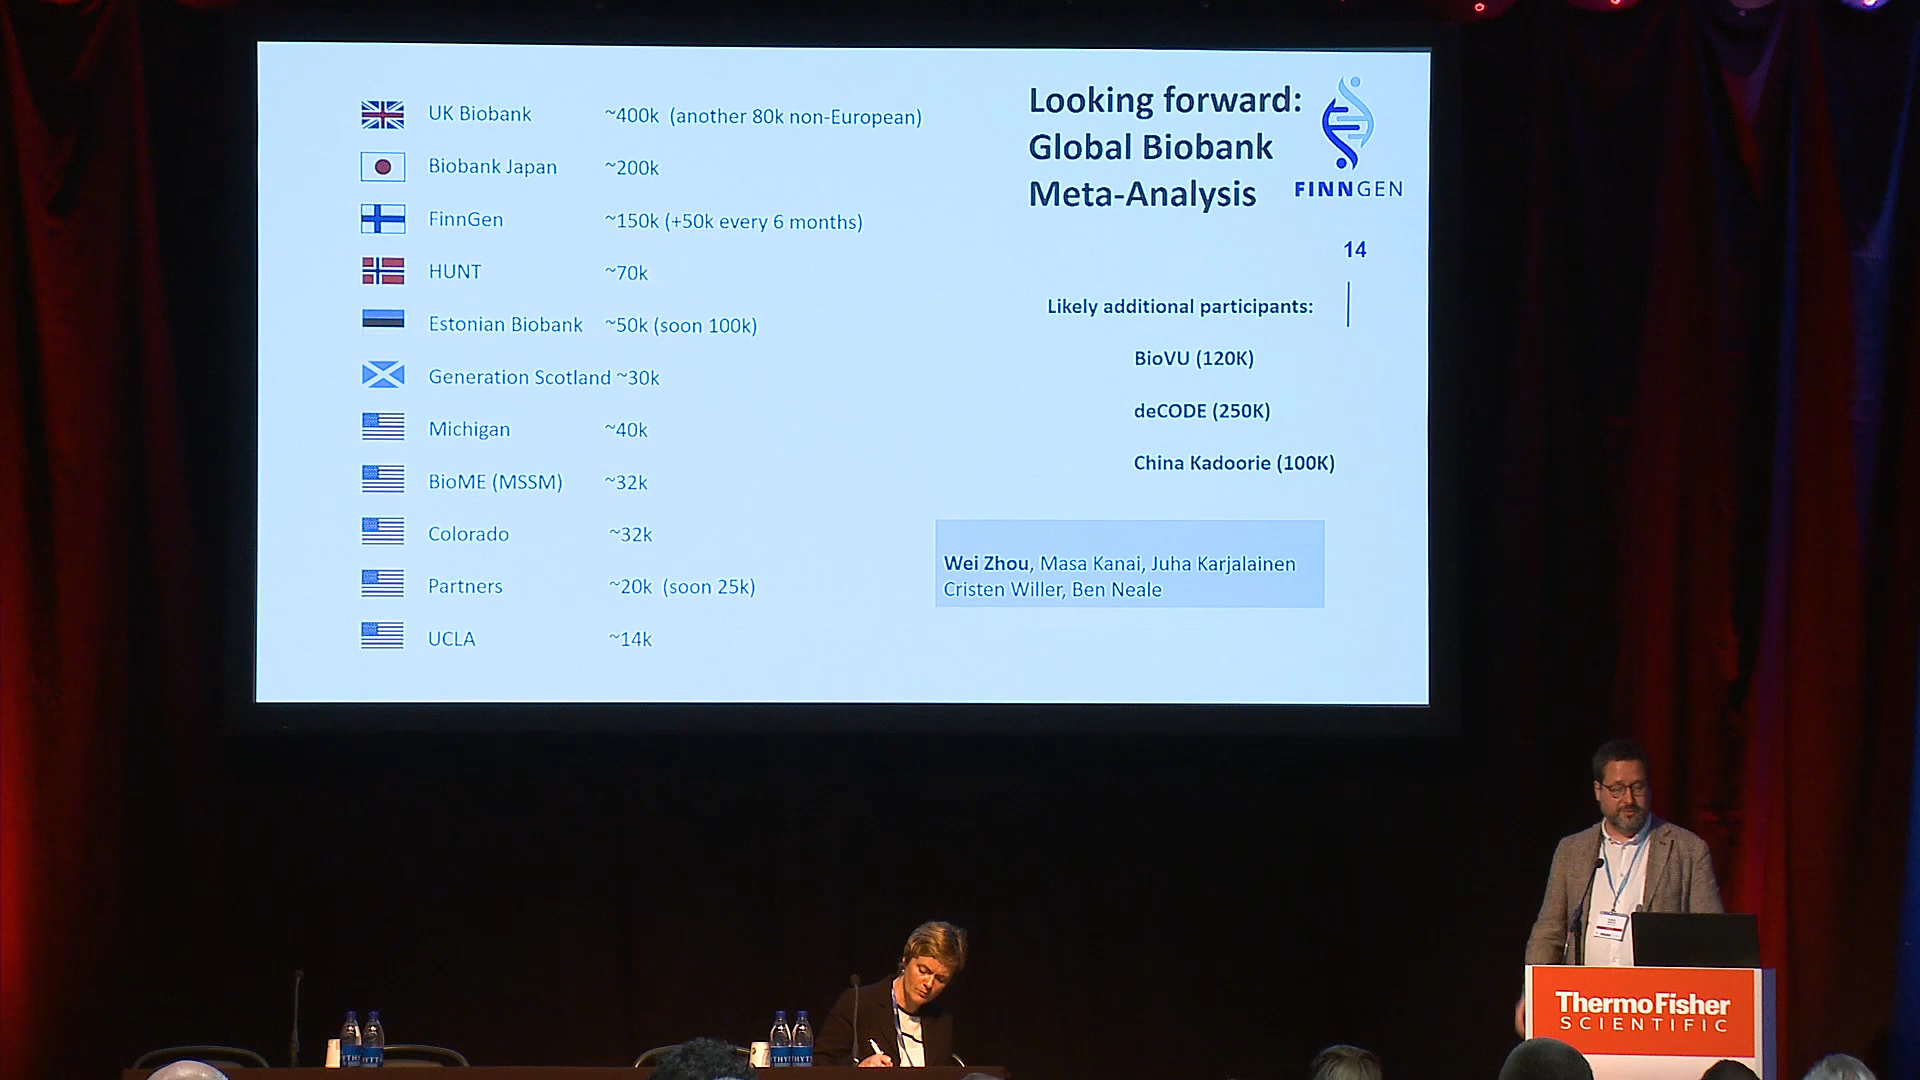 UK Biobank ~400k (another 80k non-European)
Biobank Japan ~200k
FinnGen ~150k (+50k every 6 months)
HUNT ~70k
Estonian Biobank ~50k (soon 100k)
Generation Scotland ~30k
Michigan ~40k
BioME (MSSM) ~32k
Colorado ~32k
Partners ~20k (soon 25k)
UCLA ~14k
Looking forward:
Global Biobank
Meta-Analysis
FINNGEN
14
Likely additional participants:
BioVU (120K)
deCODE (250K)
China Kadoorie (100K)
Wei Zhou, Masa Kanai, Juha Karjalainen
Cristen Willer, Ben Neale
ThermoFisher
SCIENTIFIC